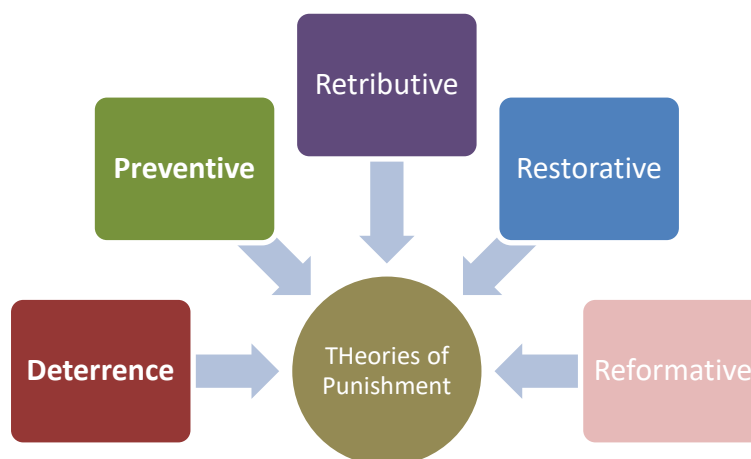 Retributive
Preventive
Restorative
Deterrence
THeories of
Punishment
Reformative